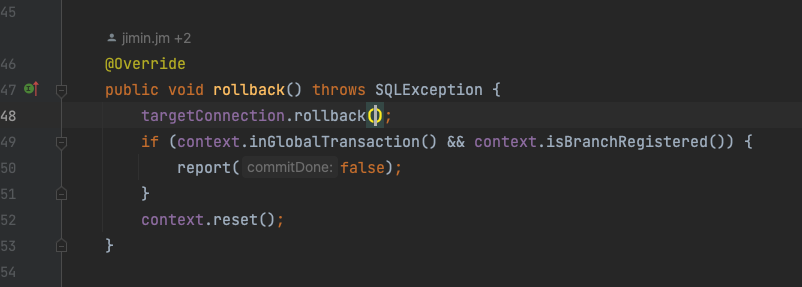 45
jimin.jm +2
46 @Override
47 public void rollback() throws SQLException {
48 targetConnection.rollback();
49 if (context.inGlobalTransaction() && context.isBranchRegistered()) {
50 report( commitDone: false);
51 }
52 context.reset();
53 }
54